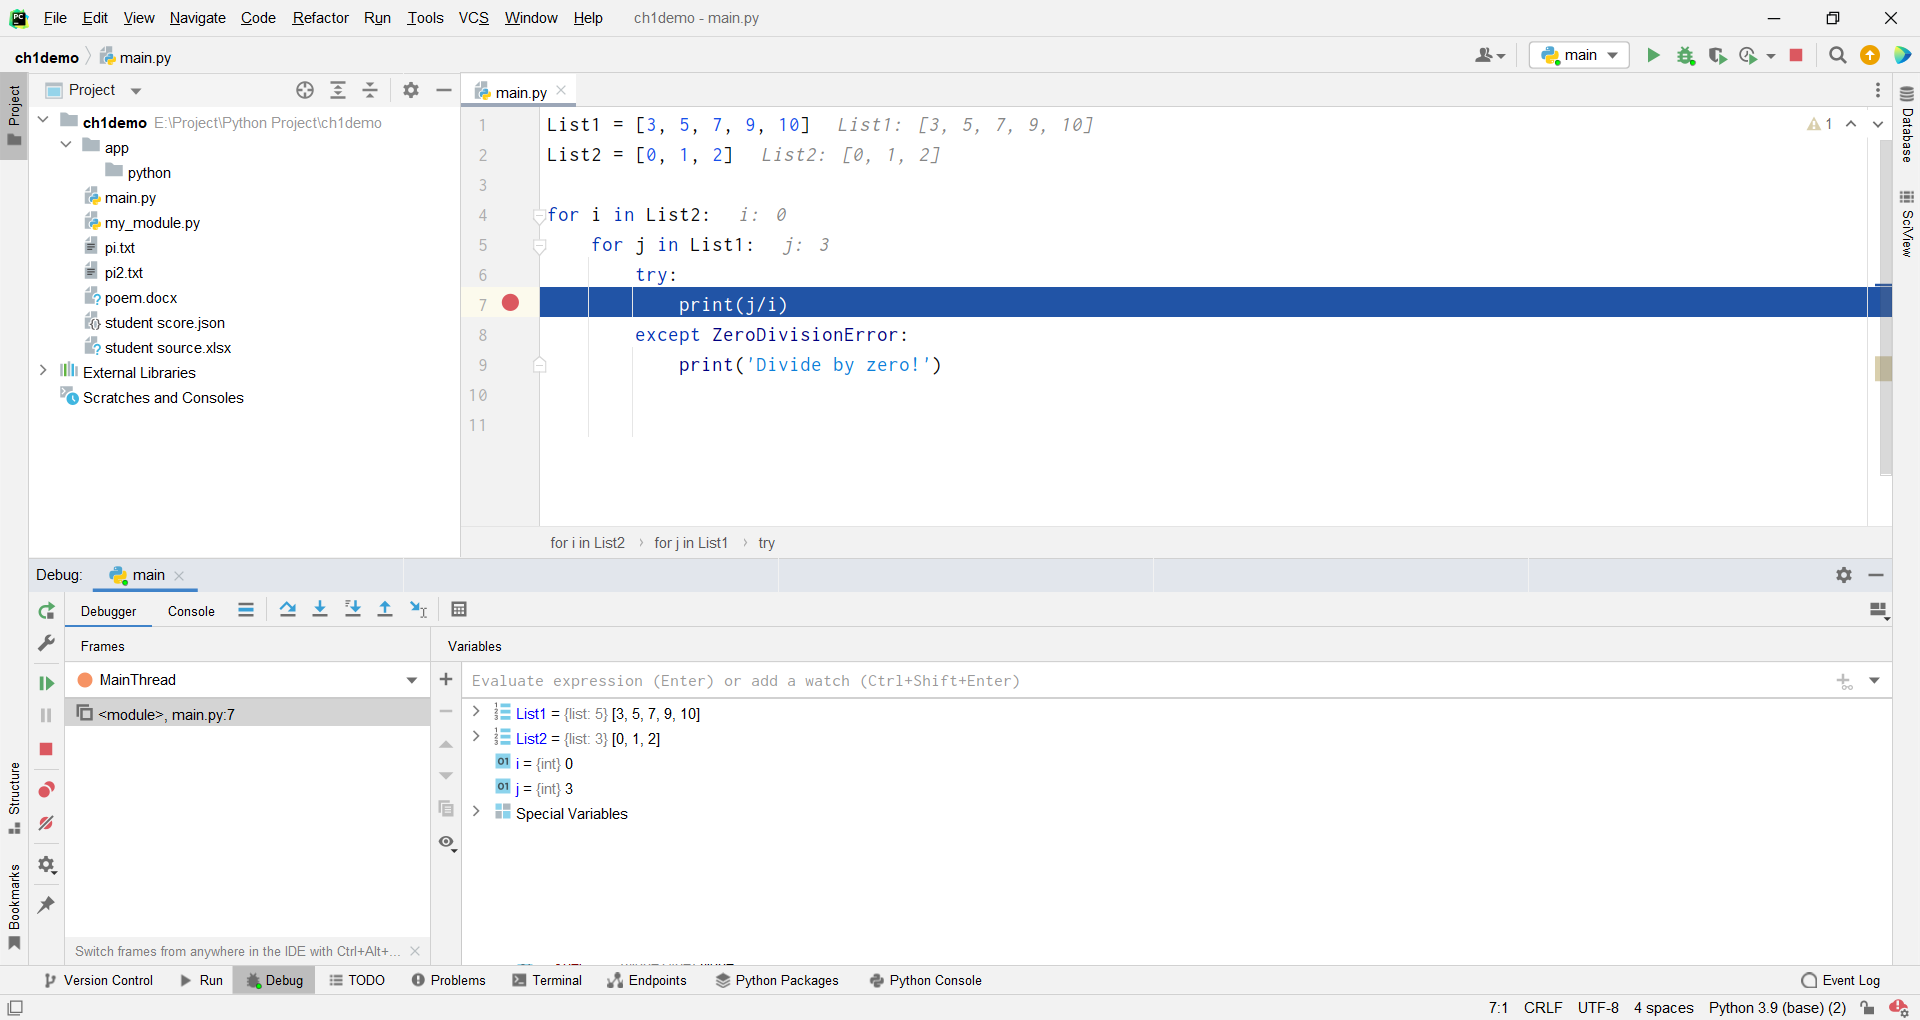 File Edit View Navigate Code Refactor Run Tools VCS Window Help ch1demo - main.py
ch1demo main.py
main
Project
Project
ch1demo E:\Project\Python Project\ch1demo
app
python
main.py
my_module.py
pi.txt
pi2.txt
poem.docx
student score.json
student source.xlsx
External Libraries
Scratches and Consoles
main.py
1 List1 = [3, 5, 7, 9, 10] List1: [3, 5, 7, 9, 10]
2 List2 = [0, 1, 2] List2: [0, 1, 2]
3
4 for i in List2: i: 0
5 for j in List1: j: 3
6 try:
7 print(j/i)
8 except ZeroDivisionError:
9 print('Divide by zero!')
10
11
1
Database
SciView
for i in List2 › for j in List1 › try
Debug: main
Debugger Console
Frames
MainThread
<module>, main.py:7
Switch frames from anywhere in the IDE with Ctrl+Alt+...
Variables
Evaluate expression (Enter) or add a watch (Ctrl+Shift+Enter)
List1 = {list: 5} [3, 5, 7, 9, 10]
List2 = {list: 3} [0, 1, 2]
01 i = {int} 0
01 j = {int} 3
Special Variables
Structure
Bookmarks
Version Control Run Debug TODO Problems Terminal Endpoints Python Packages Python Console Event Log
7:1 CRLF UTF-8 4 spaces Python 3.9 (base) (2)